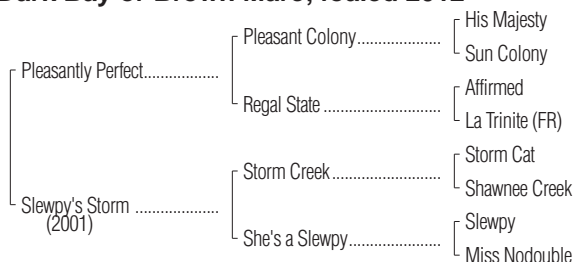 Dark Bay or Brown Mare; foaled 2012
His Majesty
Pleasant Colony....................
Sun Colony
Pleasantly Perfect..................
Affirmed
Regal State ............................
La Trinite (FR)
Storm Cat
Storm Creek..........................
Shawnee Creek
Slewpy's Storm ....................
(2001)
Slewpy
She's a Slewpy.....................
Miss Nodouble